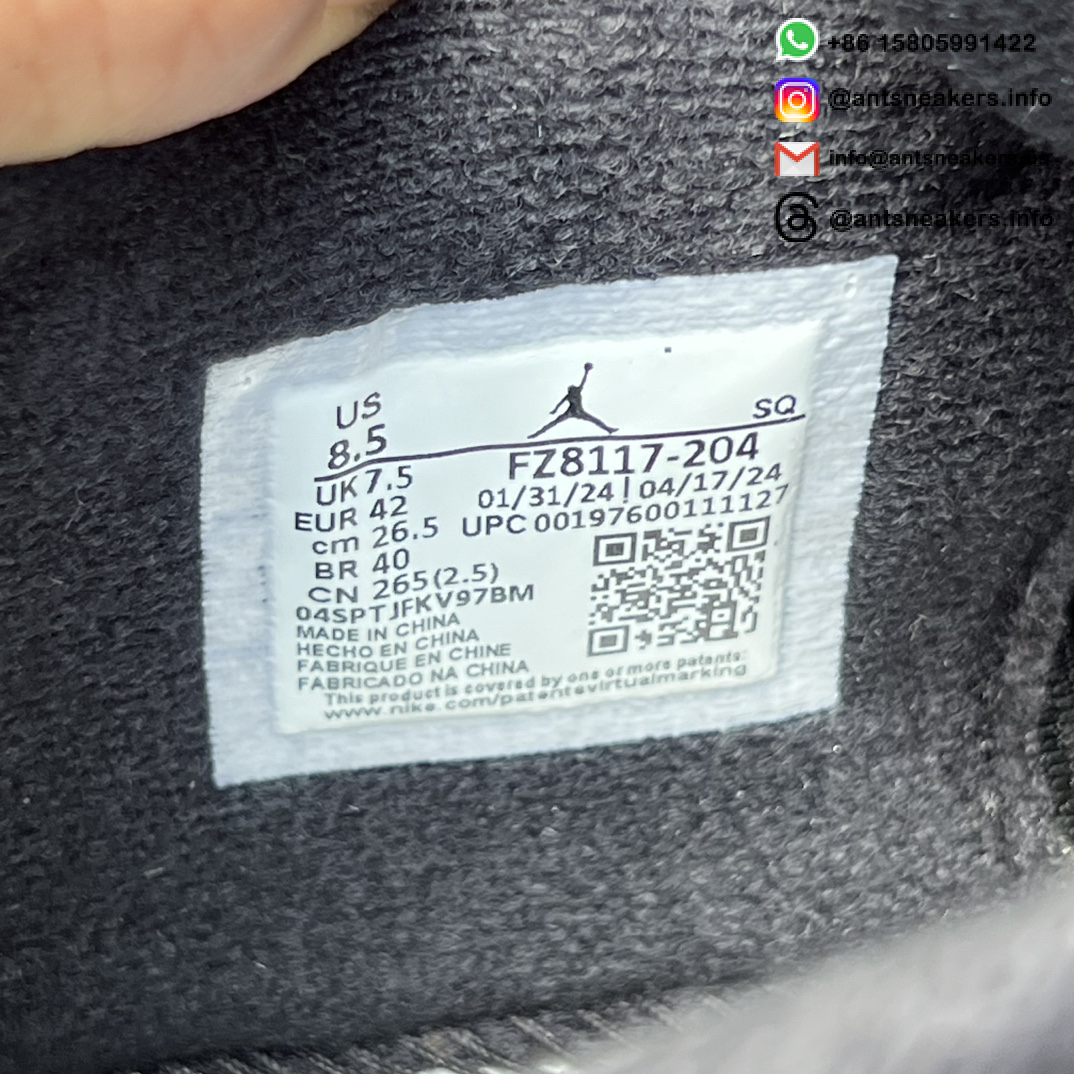 +86 15805991422
@antsneakers.info
@antsneakers.info
US
8.5
SQ
UK 7.5
FZ8117-204
EUR 42
01/31/24 | 04/17/24
cm 26.5
UPC 00197600111127
BR 40
CN 265(2.5)
04SPTJFKV97BM
MADE IN CHINA
HECHO EN CHINA
FABRIQUE EN CHINE
FABRICADO NA CHINA
This product is covered by one or more patents:
www.nike.com/patentsvirtualmarking